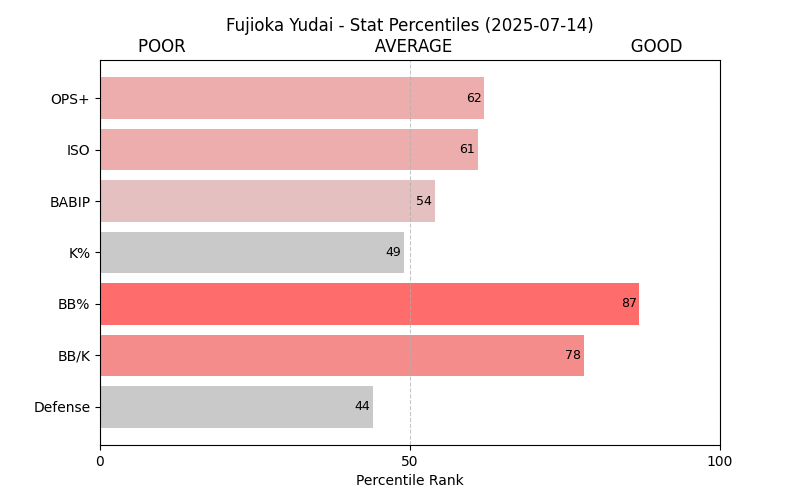 Fujioka Yudai - Stat Percentiles (2025-07-14)
POOR AVERAGE GOOD
OPS+ 62
ISO 61
BABIP 54
K% 49
BB% 87
BB/K 78
Defense 44
0 50 100
Percentile Rank